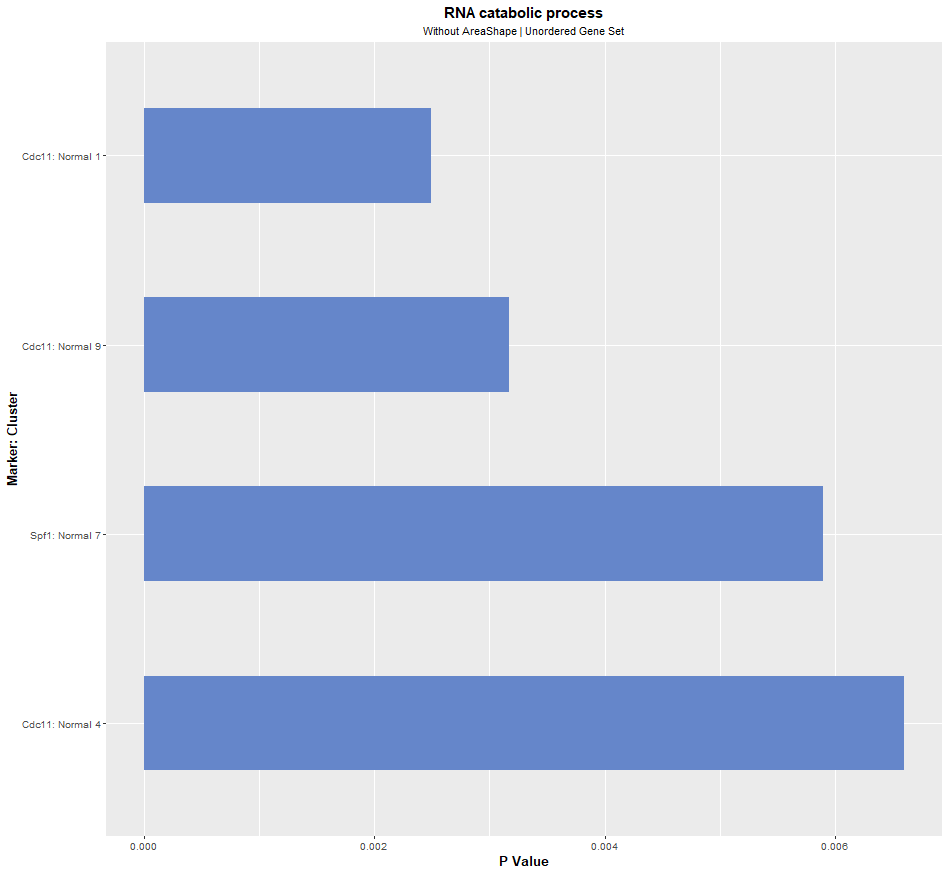 RNA catabolic process
Without AreaShape | Unordered Gene Set
Marker: Cluster
Cdc11: Normal 1
Cdc11: Normal 9
Spf1: Normal 7
Cdc11: Normal 4
0.000 0.002 0.004 0.006
P Value